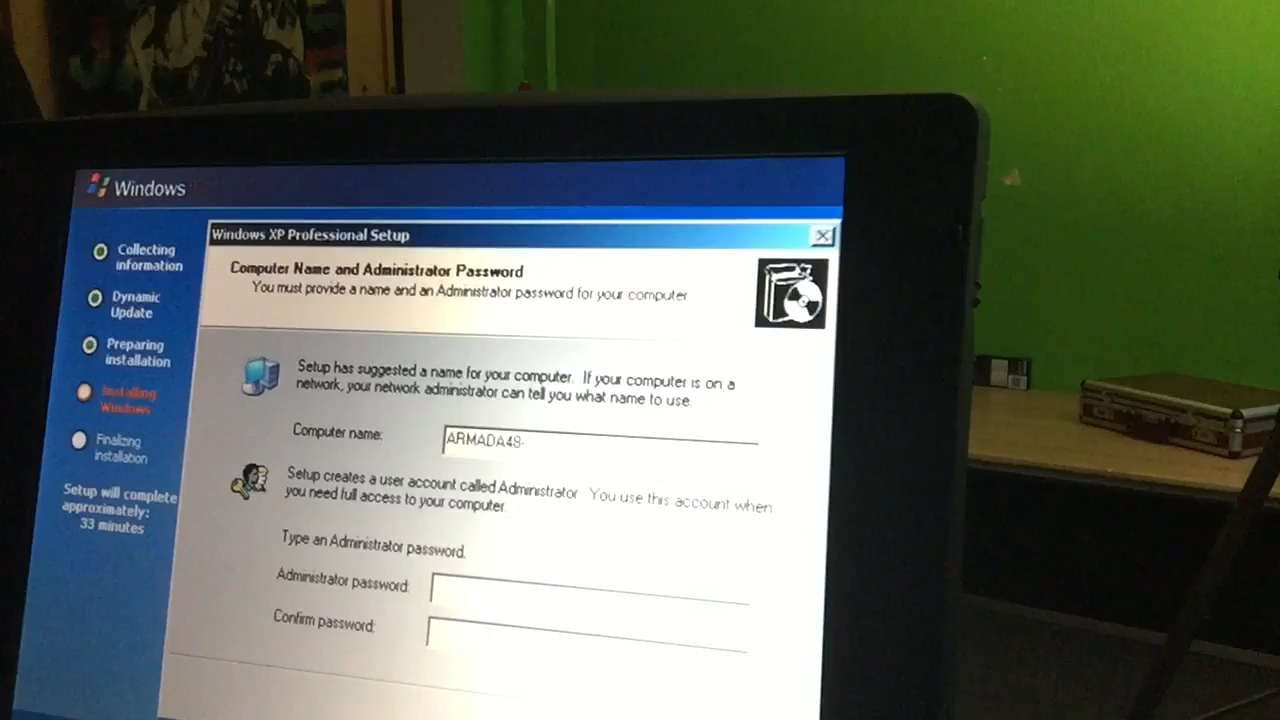 Windows
Collecting
information
Dynamic
Update
Preparing
installation
Installing
Windows
Finalizing
installation
Setup will complete
approximately:
33 minutes
Windows XP Professional Setup
Computer Name and Administrator Password
You must provide a name and an Administrator password for your computer
Setup has suggested a name for your computer. If your computer is on a
network, your network administrator can tell you what name to use.
Computer name:
ARMADA48-
Setup creates a user account called Administrator. You use this account when
you need full access to your computer.
Type an Administrator password.
Administrator password:
Confirm password: